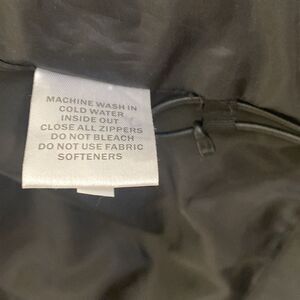 MACHINE WASH IN
COLD WATER
INSIDE OUT
CLOSE ALL ZIPPERS
DO NOT BLEACH
DO NOT USE FABRIC
SOFTENERS